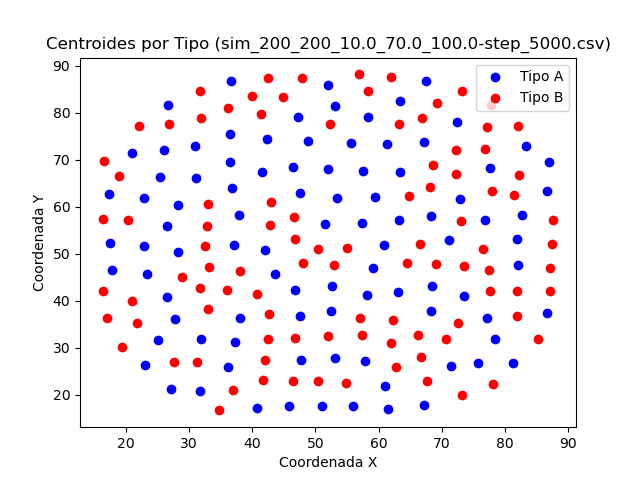 Centroides por Tipo (sim_200_200_10.0_70.0_100.0-step_5000.csv)
Tipo A
Tipo B
90
80
70
60
50
40
30
20
Coordenada Y
20 30 40 50 60 70 80 90
Coordenada X